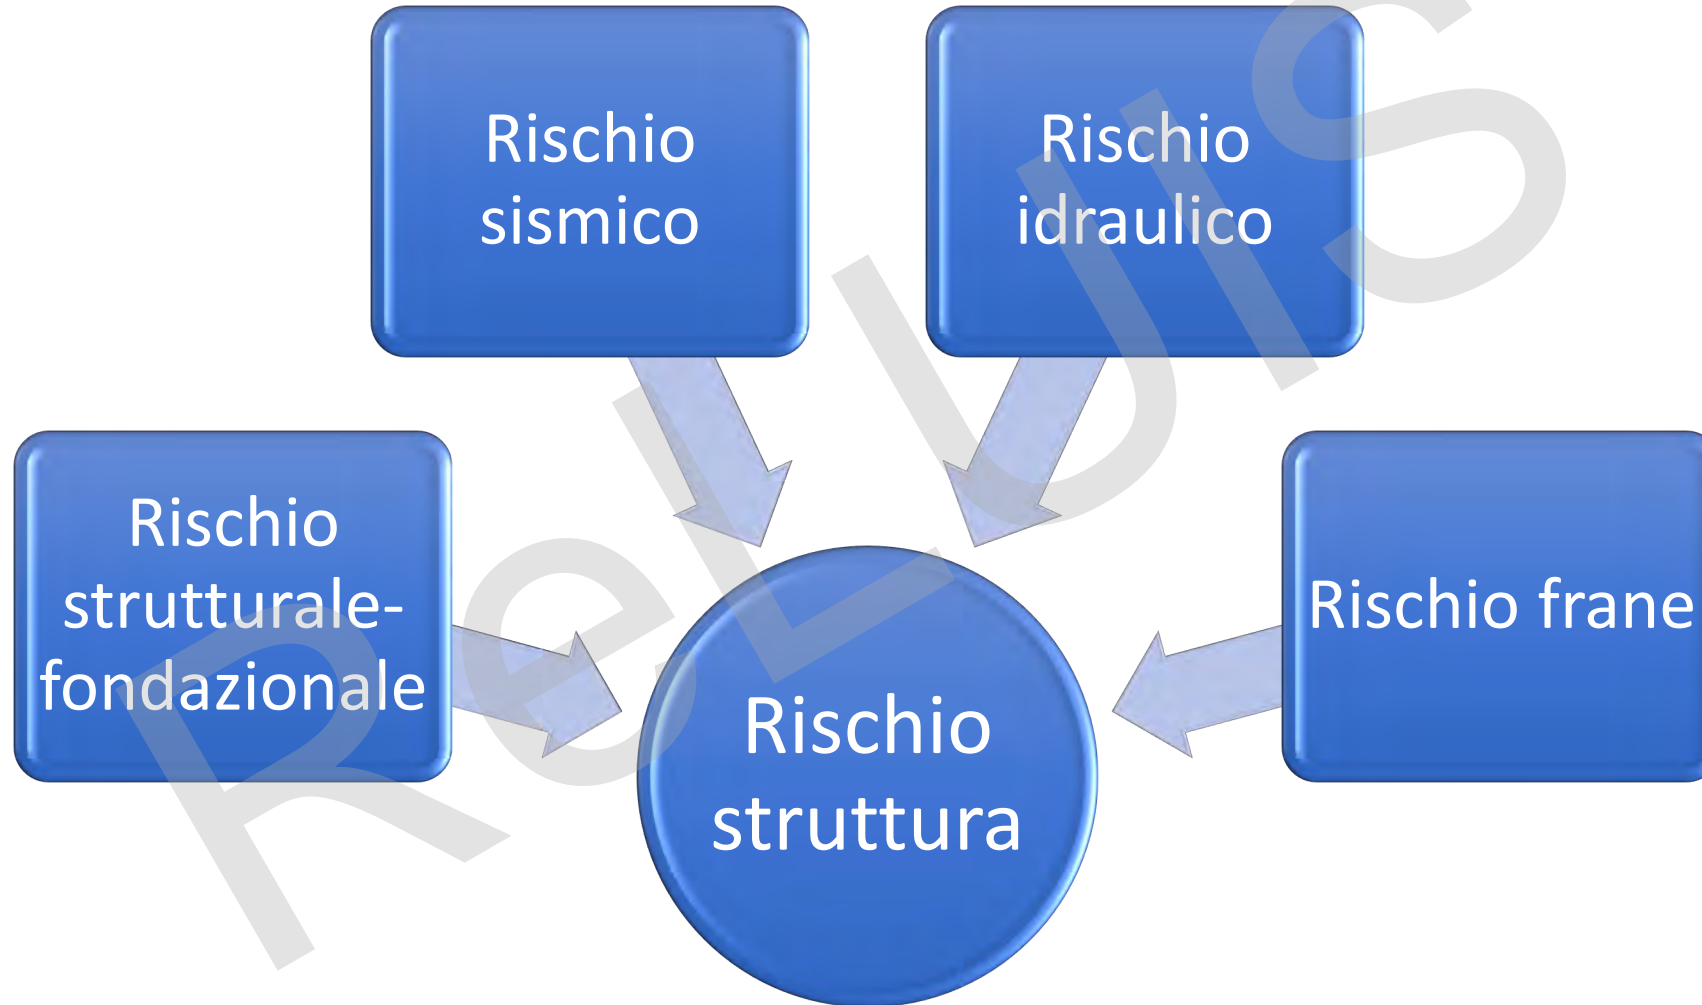 Rischio
sismico
Rischio
idraulico
Rischio
strutturale-
fondazionale
Rischio frane
Rischio
struttura
ReLUIS